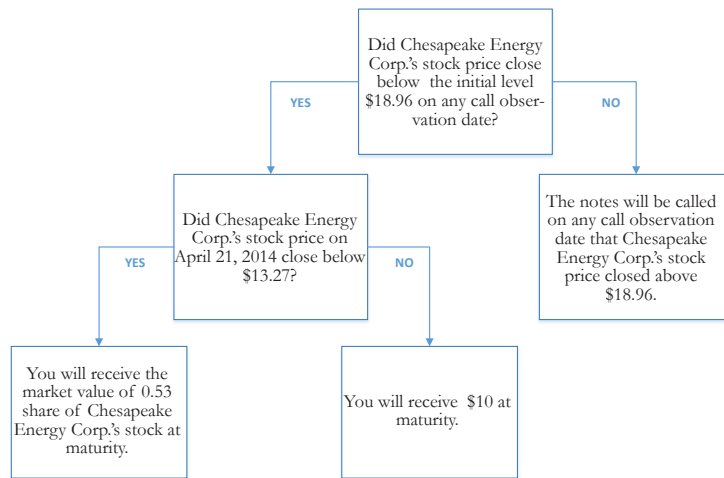 Did Chesapeake Energy
Corp.'s stock price close
below the initial level
$18.96 on any call obser-
vation date?
YES
NO
Did Chesapeake Energy
Corp.'s stock price on
April 21, 2014 close below
$13.27?
The notes will be called
on any call observation
date that Chesapeake
Energy Corp.'s stock
price closed above
$18.96.
YES
NO
You will receive the
market value of 0.53
share of Chesapeake
Energy Corp.'s stock at
maturity.
You will receive $10 at
maturity.